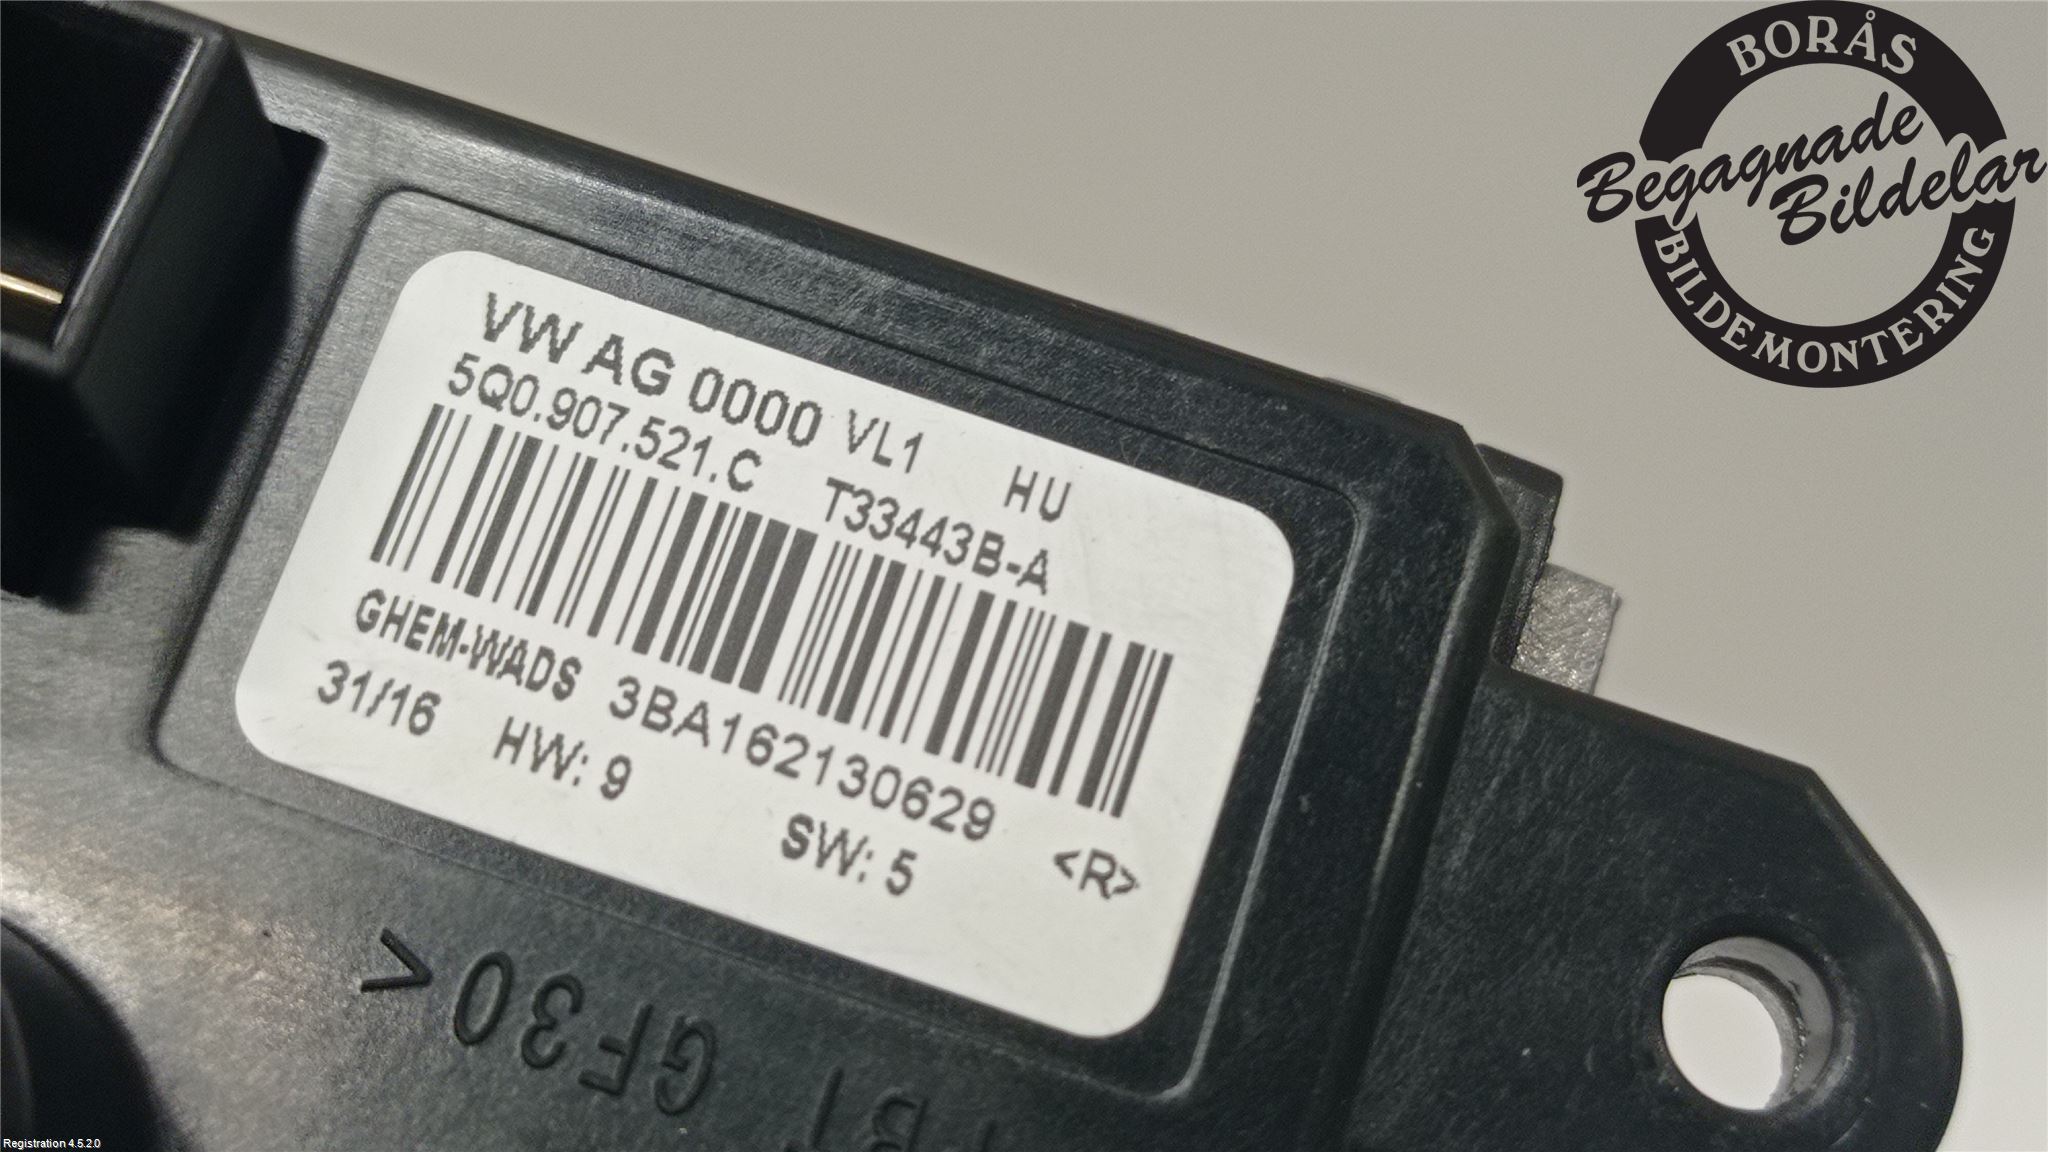 BORÅS
Begagnade
Bildelar
BILDEMONTERING
VW AG 0000 VL1 HU
5Q0.907.521.C T33443B-A
GHEM-WADS 3BA162130629 <R>
31/16 HW: 9 SW: 5
GF30<
Registration 4.5.2.0